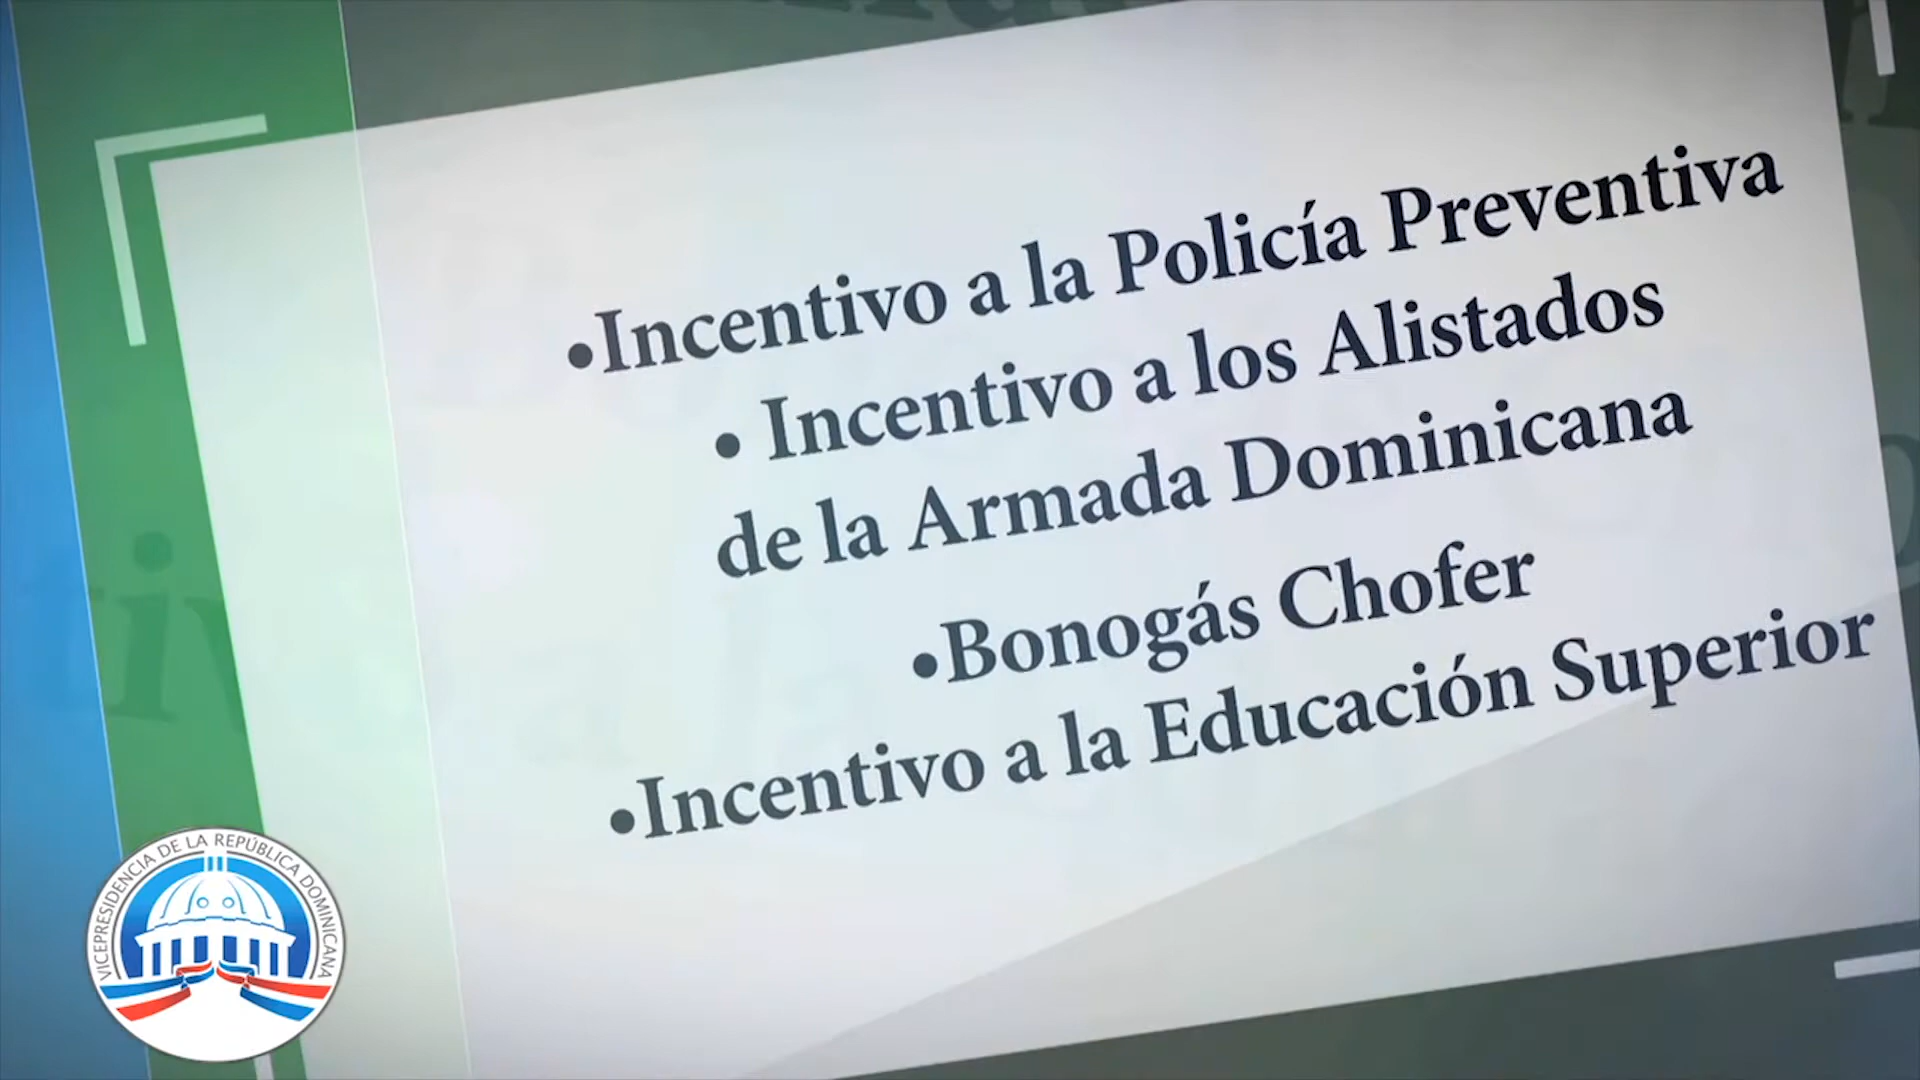 •Incentivo a la Policía Preventiva
• Incentivo a los Alistados
de la Armada Dominicana
•Bonogás Chofer
•Incentivo a la Educación Superior
VICEPRESIDENCIA DE LA REPÚBLICA DOMINICANA